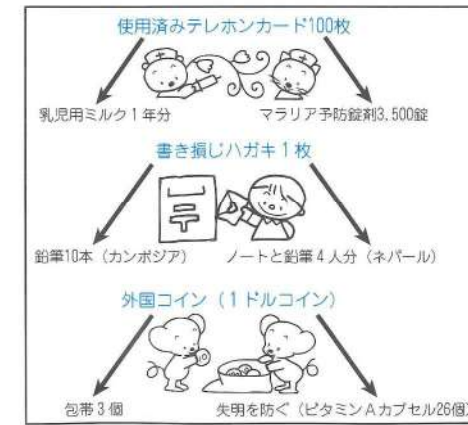 使用済みテレホンカード100枚
乳児用ミルク1年分　マラリア予防錠剤3,500錠
書き損じハガキ1枚
鉛筆10本（カンボジア）　ノートと鉛筆4人分（ネパール）
外国コイン（1ドルコイン）
包帯3個　失明を防ぐ（ビタミンAカプセル26個）